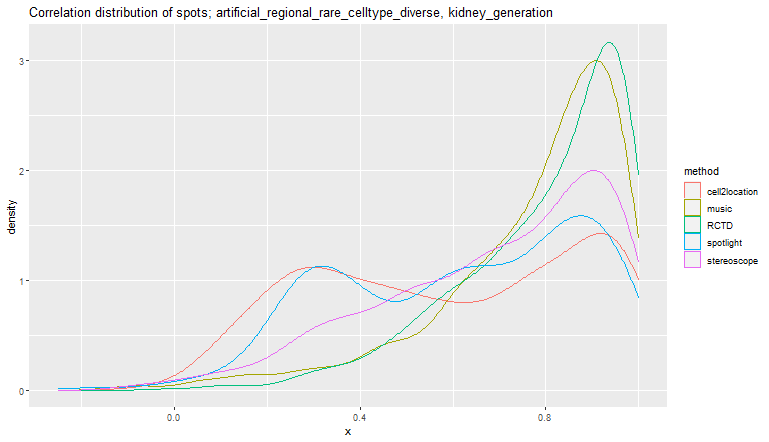 Correlation distribution of spots; artificial_regional_rare_celltype_diverse, kidney_generation
3
2
1
0
density
0.0
0.4
0.8
x
method
cell2location
music
RCTD
spotlight
stereoscope